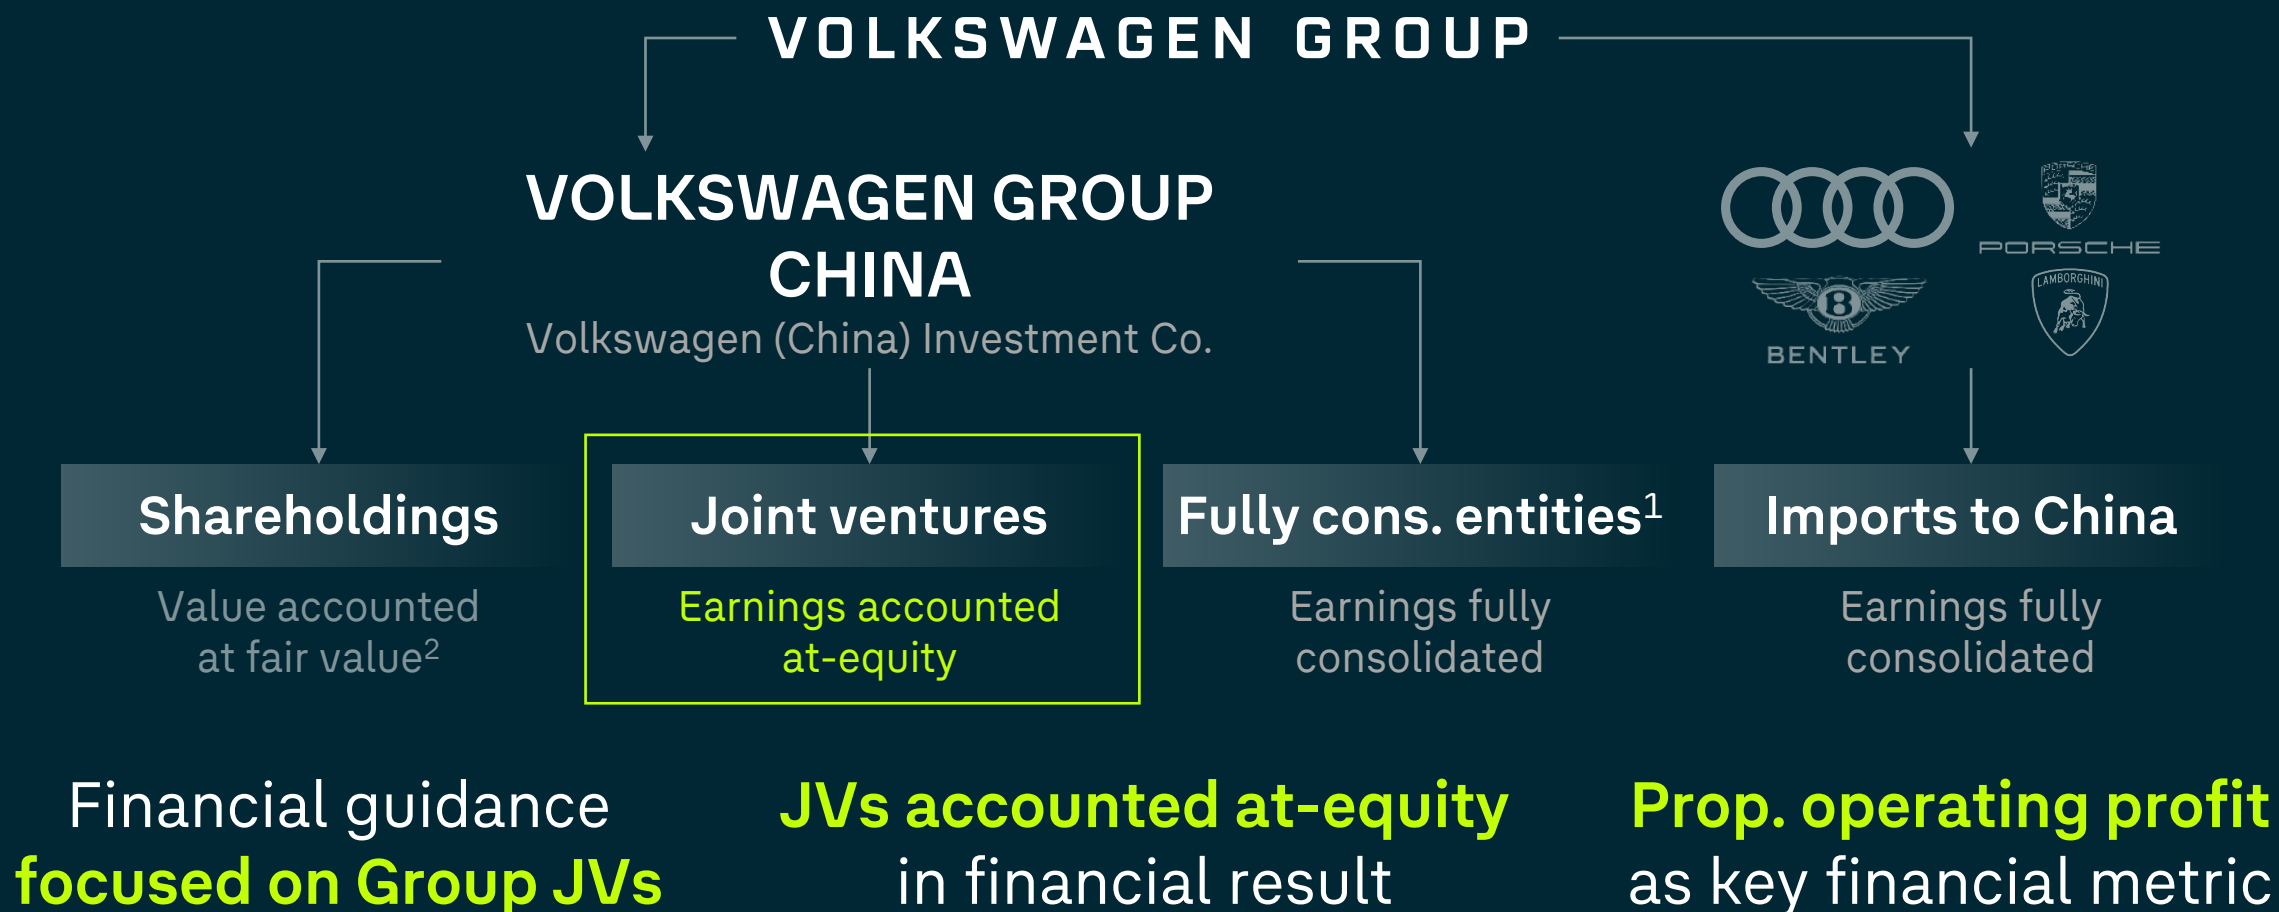 VOLKSWAGEN GROUP
VOLKSWAGEN GROUP
CHINA
Volkswagen (China) Investment Co.
PORSCHE
LAMBORGHINI
B
BENTLEY
Shareholdings
Value accounted
at fair value²
Joint ventures
Earnings accounted
at-equity
Fully cons. entities¹
Earnings fully
consolidated
Imports to China
Earnings fully
consolidated
Financial guidance
focused on Group JVs
JVs accounted at-equity
in financial result
Prop. operating profit
as key financial metric